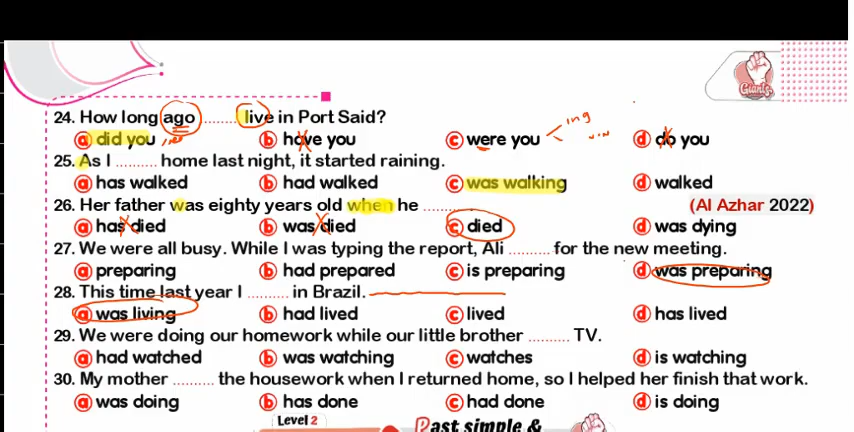 Giants
24. How long ago ......... live in Port Said?
ⓐ did you ⓑ have you ⓒ were you ⓓ do you
ing
25. As I .......... home last night, it started raining.
ⓐ has walked ⓑ had walked ⓒ was walking ⓓ walked
26. Her father was eighty years old when he .......... (Al Azhar 2022)
ⓐ has died ⓑ was died ⓒ died ⓓ was dying
27. We were all busy. While I was typing the report, Ali .......... for the new meeting.
ⓐ preparing ⓑ had prepared ⓒ is preparing ⓓ was preparing
28. This time last year I .......... in Brazil.
ⓐ was living ⓑ had lived ⓒ lived ⓓ has lived
29. We were doing our homework while our little brother .......... TV.
ⓐ had watched ⓑ was watching ⓒ watches ⓓ is watching
30. My mother .......... the housework when I returned home, so I helped her finish that work.
ⓐ was doing ⓑ has done ⓒ had done ⓓ is doing
Level 2
Past simple &